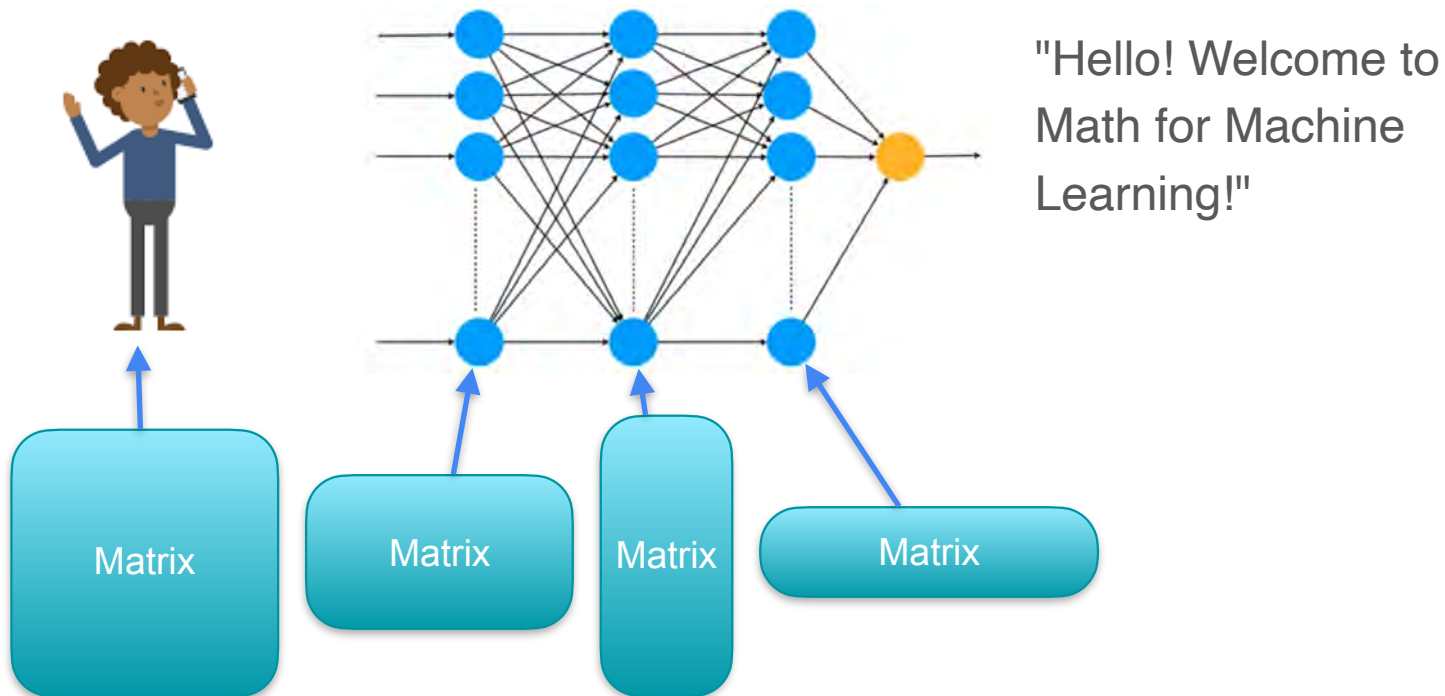 "Hello! Welcome to
Math for Machine
Learning!"
Matrix
Matrix
Matrix
Matrix